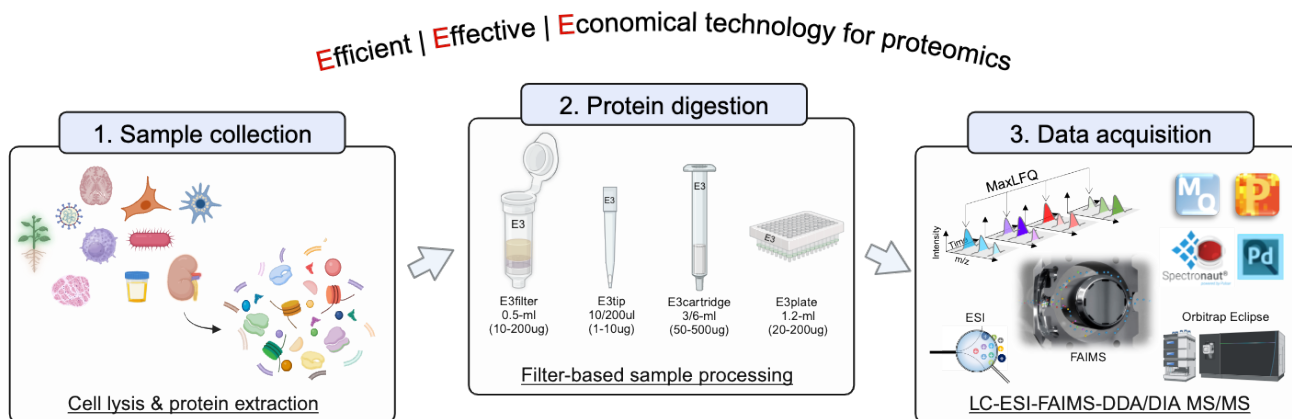 Efficient | Effective | Economical technology for proteomics
1. Sample collection
Cell lysis & protein extraction
2. Protein digestion
E3
E3
E3
E3
E3filter
0.5-ml
(10-200ug)
E3tip
10/200ul
(1-10ug)
E3cartridge
3/6-ml
(50-500ug)
E3plate
1.2-ml
(20-200ug)
Filter-based sample processing
3. Data acquisition
MaxLFQ
Intensity
Time
m/z
MQ
P
Spectronaut®
Pd
ESI
FAIMS
Orbitrap Eclipse
LC-ESI-FAIMS-DDA/DIA MS/MS